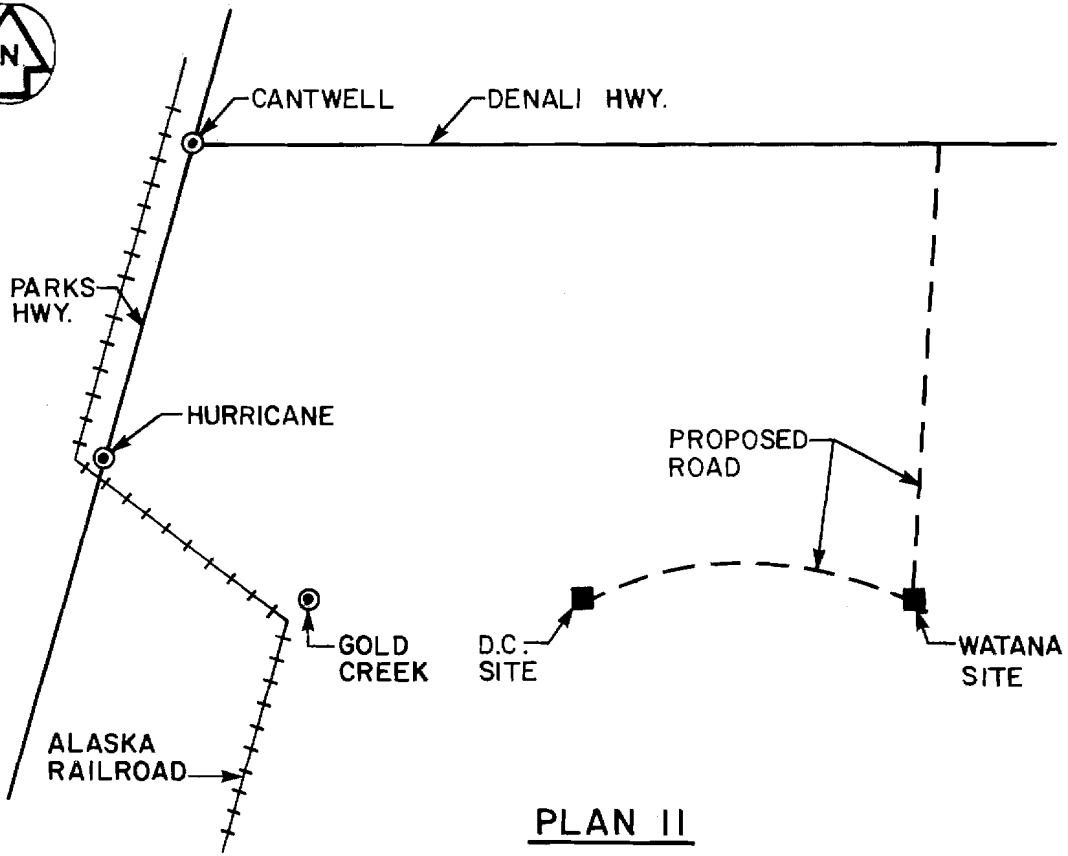 N
CANTWELL
DENALI HWY.
PARKS
HWY.
HURRICANE
PROPOSED
ROAD
GOLD
CREEK
D.C.
SITE
WATANA
SITE
ALASKA
RAILROAD
PLAN II